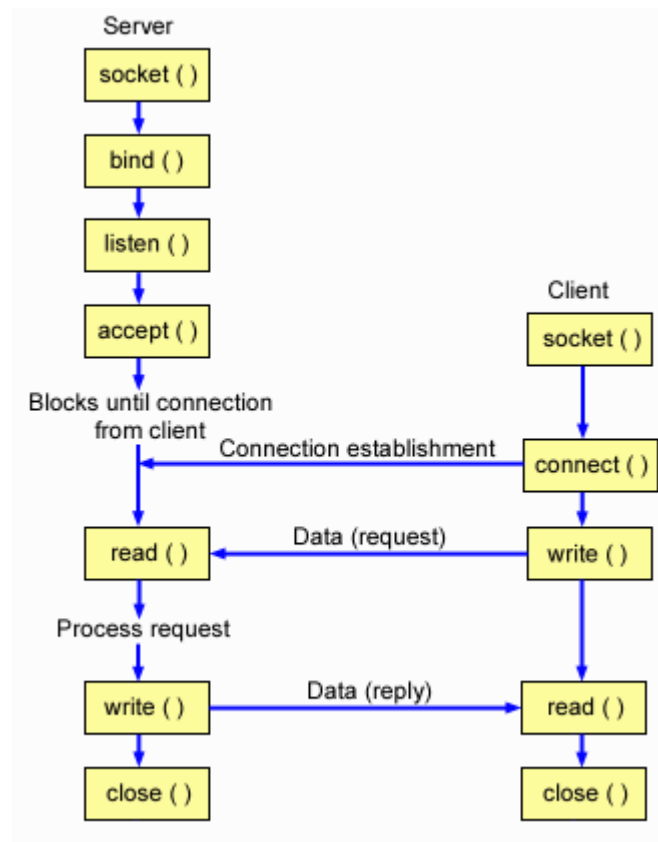 Server
socket ( )
bind ( )
listen ( )
accept ( )
Blocks until connection
from client
Client
socket ( )
Connection establishment
connect ( )
read ( )
Data (request)
write ( )
Process request
write ( )
Data (reply)
read ( )
close ( )
close ( )